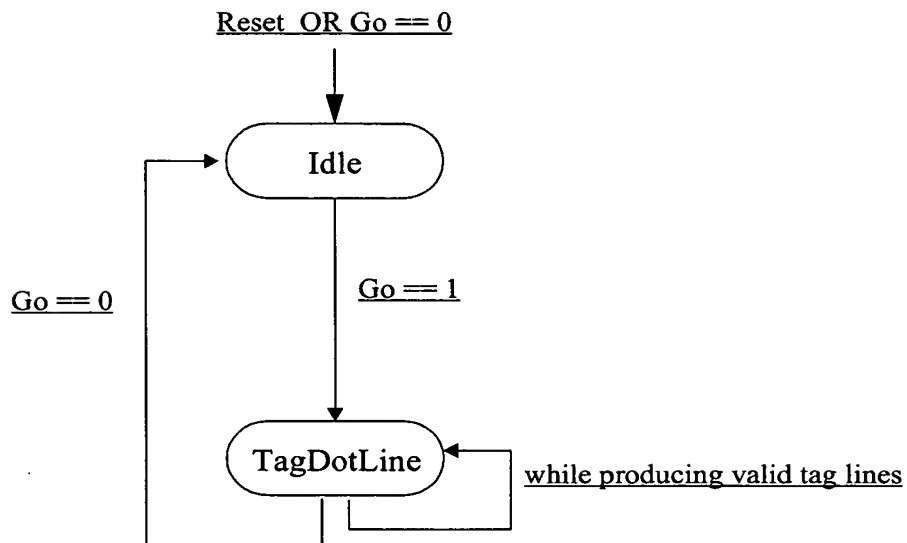 Reset OR Go == 0
Idle
Go == 0
Go == 1
TagDotLine
while producing valid tag lines